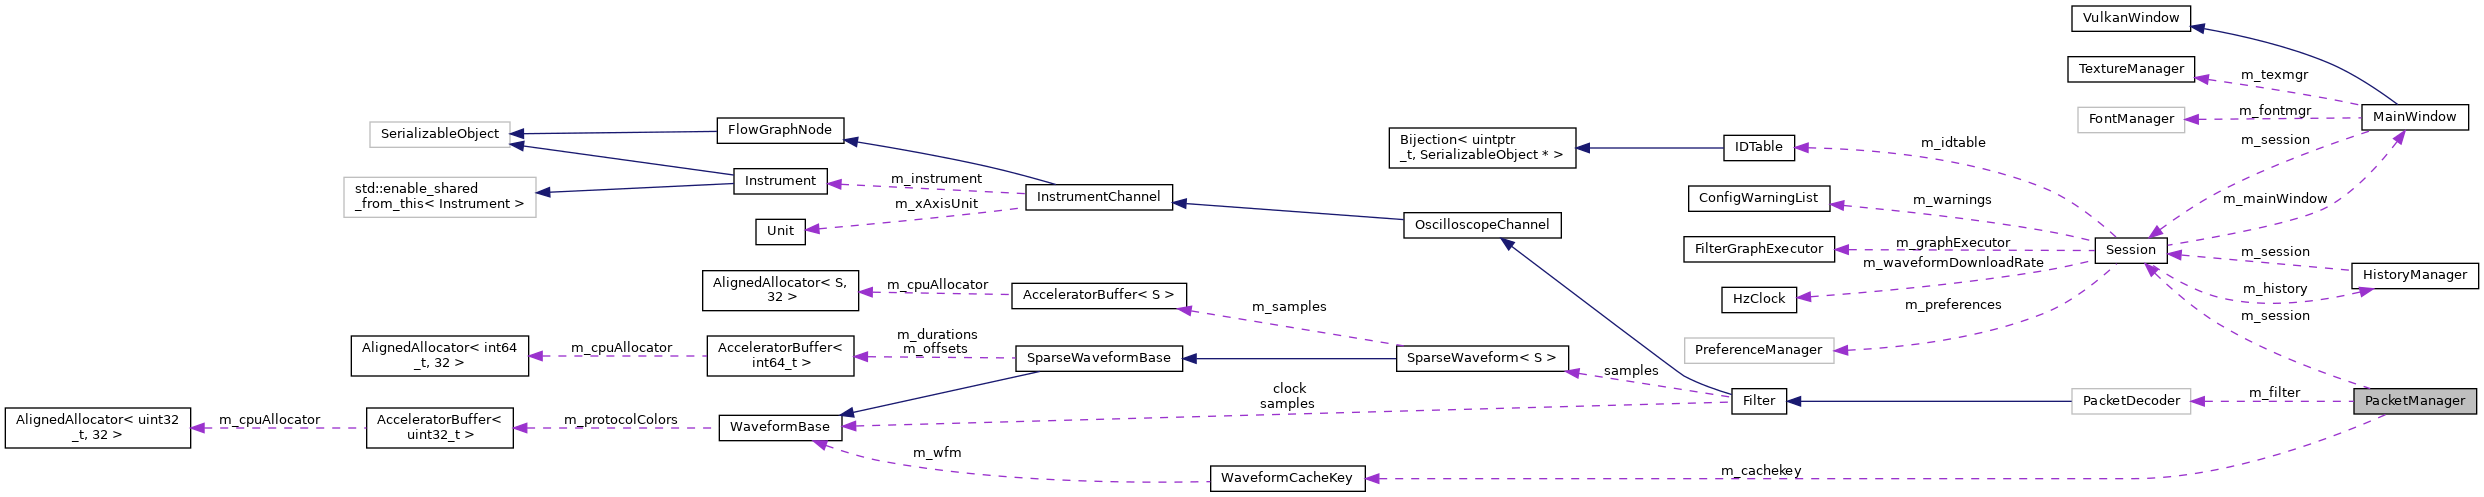 VulkanWindow
TextureManager
m_texmgr
FontManager
m_fontmgr
MainWindow
SerializableObject
FlowGraphNode
Bijection< uintptr
_t, SerializableObject * >
IDTable
m_idtable
m_session
std::enable_shared
_from_this< Instrument >
Instrument
m_instrument
m_xAxisUnit
InstrumentChannel
Unit
ConfigWarningList
m_warnings
m_mainWindow
OscilloscopeChannel
FilterGraphExecutor
m_graphExecutor
Session
m_session
HistoryManager
m_waveformDownloadRate
HzClock
m_history
m_preferences
m_session
AlignedAllocator< S,
32 >
m_cpuAllocator
AcceleratorBuffer< S >
m_samples
AlignedAllocator< int64
_t, 32 >
m_cpuAllocator
AcceleratorBuffer<
int64_t >
m_durations
m_offsets
SparseWaveformBase
SparseWaveform< S >
samples
PreferenceManager
Filter
PacketDecoder
m_filter
PacketManager
clock
samples
AlignedAllocator< uint32
_t, 32 >
m_cpuAllocator
AcceleratorBuffer<
uint32_t >
m_protocolColors
WaveformBase
m_wfm
WaveformCacheKey
m_cachekey